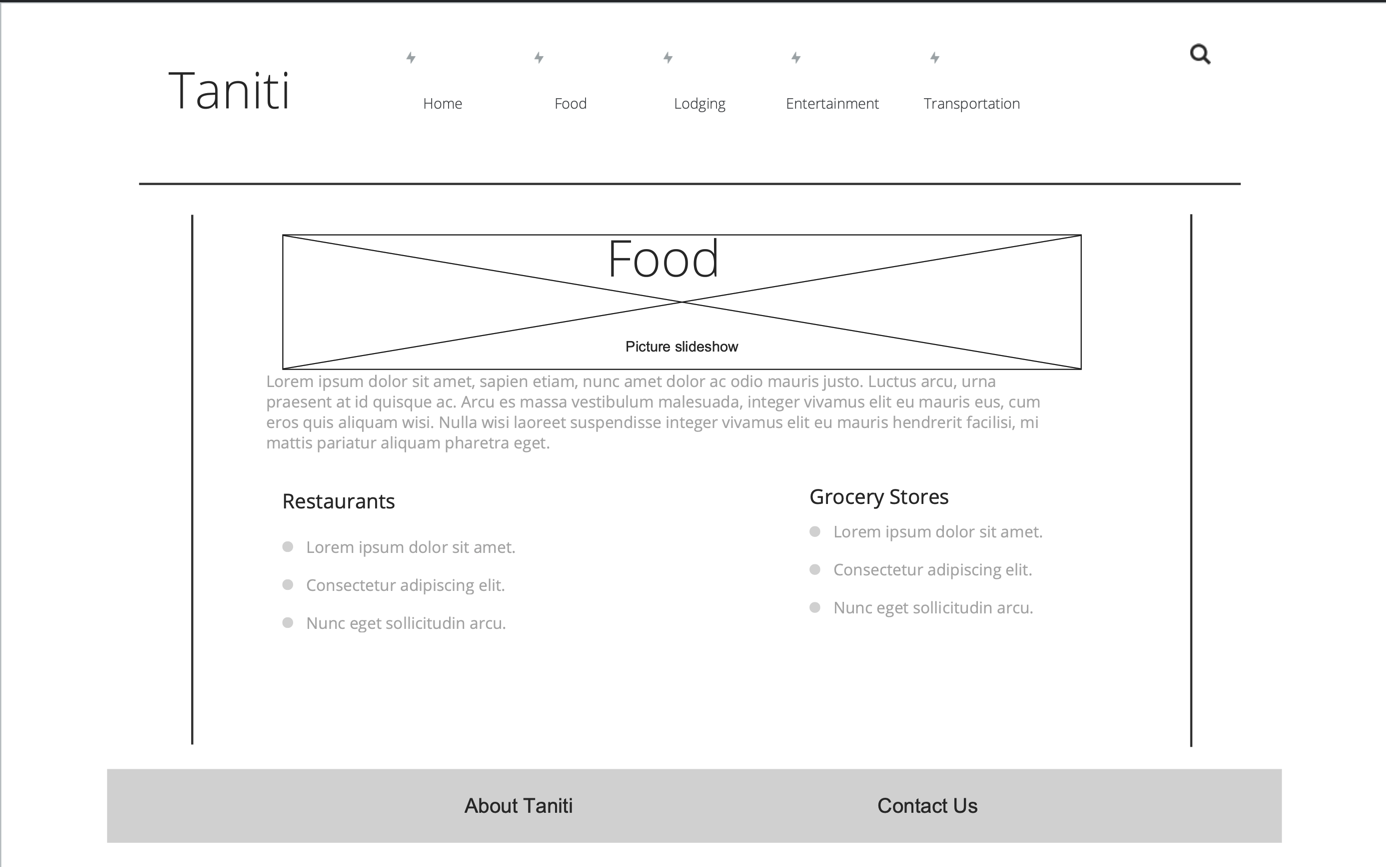 Taniti
Home
Food
Lodging
Entertainment
Transportation
Food
Picture slideshow
Lorem ipsum dolor sit amet, sapien etiam, nunc amet dolor ac odio mauris justo. Luctus arcu, urna
praesent at id quisque ac. Arcu es massa vestibulum malesuada, integer vivamus elit eu mauris eus, cum
eros quis aliquam wisi. Nulla wisi laoreet suspendisse integer vivamus elit eu mauris hendrerit facilisi, mi
mattis pariatur aliquam pharetra eget.
Restaurants
Lorem ipsum dolor sit amet.
Consectetur adipiscing elit.
Nunc eget sollicitudin arcu.
Grocery Stores
Lorem ipsum dolor sit amet.
Consectetur adipiscing elit.
Nunc eget sollicitudin arcu.
About Taniti
Contact Us